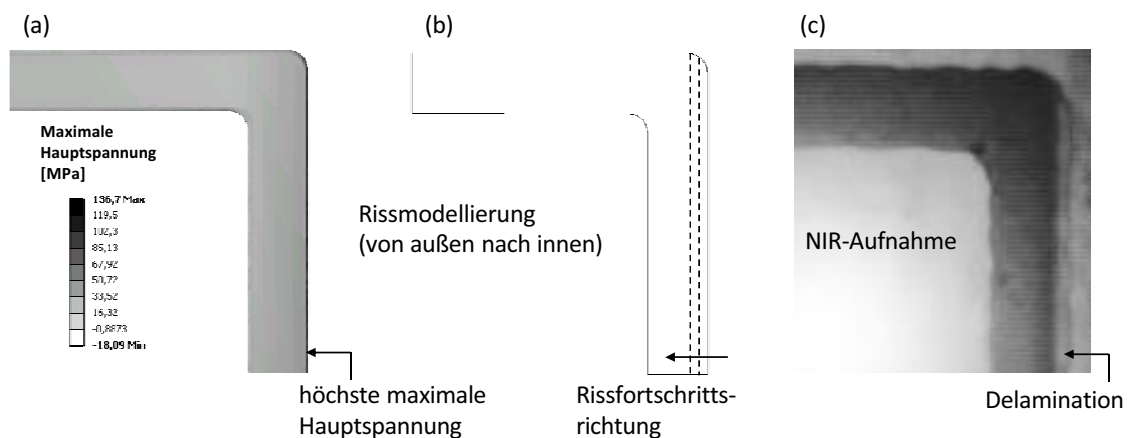 (a)
(b)
(c)
Maximale
Hauptspannung
[MPa]
136,7 Max
119,5
102,3
85,13
67,92
50,72
33,52
16,32
-0,8873
-18,09 Min
Rissmodellierung
(von außen nach innen)
NIR-Aufnahme
höchste maximale
Hauptspannung
Rissfortschritts-
richtung
Delamination